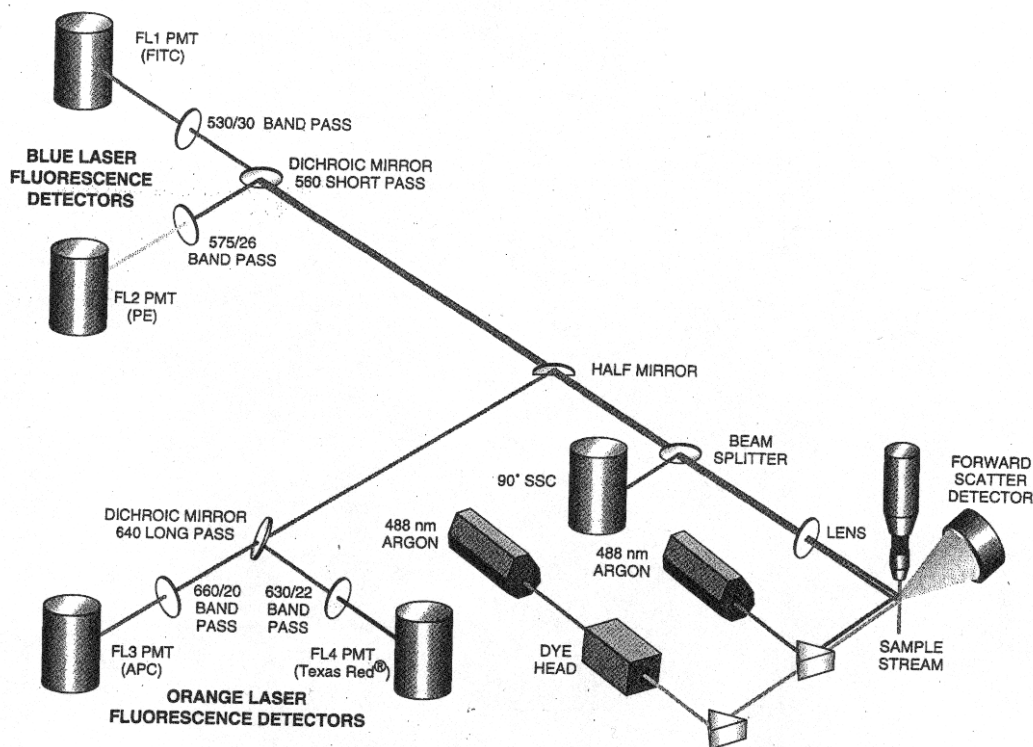 FL1 PMT
(FITC)
530/30 BAND PASS
BLUE LASER
FLUORESCENCE
DETECTORS
DICHROIC MIRROR
560 SHORT PASS
575/26
BAND PASS
FL2 PMT
(PE)
HALF MIRROR
BEAM
SPLITTER
90° SSC
FORWARD
SCATTER
DETECTOR
DICHROIC MIRROR
640 LONG PASS
488 nm
ARGON
488 nm
ARGON
LENS
660/20
BAND
PASS
630/22
BAND
PASS
FL3 PMT
(APC)
FL4 PMT
(Texas Red®)
DYE
HEAD
SAMPLE
STREAM
ORANGE LASER
FLUORESCENCE DETECTORS